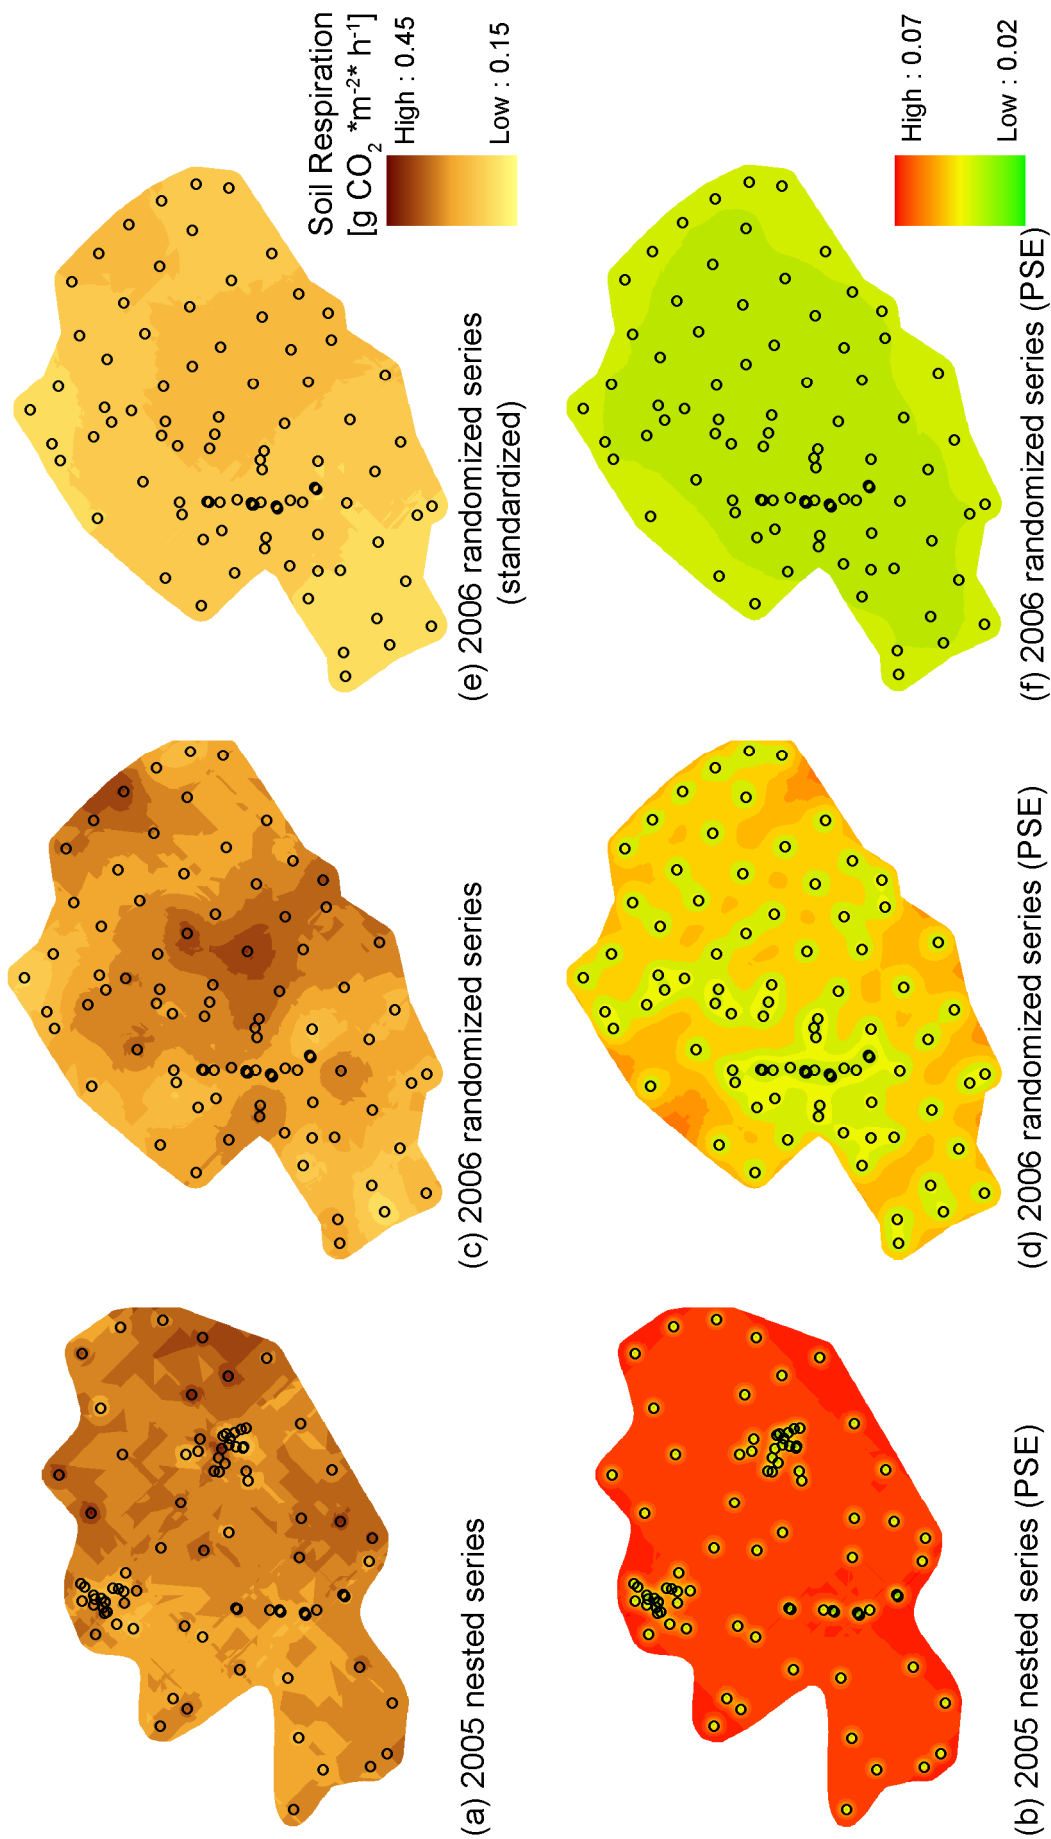 (a) 2005 nested series
(c) 2006 randomized series
(e) 2006 randomized series
(standardized)
Soil Respiration
[g CO₂ *m⁻²* h⁻¹]
High : 0.45
Low : 0.15
(b) 2005 nested series (PSE)
(d) 2006 randomized series (PSE)
(f) 2006 randomized series (PSE)
High : 0.07
Low : 0.02